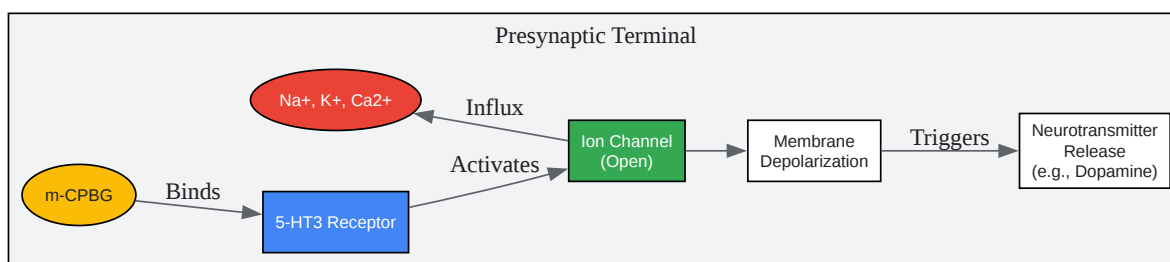 Presynaptic Terminal
Na+, K+, Ca2+
Influx
Ion Channel
(Open)
Membrane
Depolarization
Triggers
Neurotransmitter
Release
(e.g., Dopamine)
Activates
m-CPBG
Binds
5-HT3 Receptor